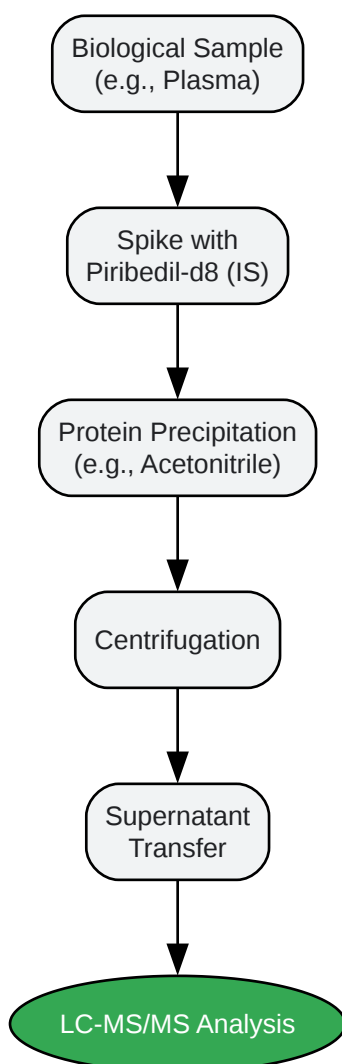 Biological Sample
(e.g., Plasma)
Spike with
Piribedil-d8 (IS)
Protein Precipitation
(e.g., Acetonitrile)
Centrifugation
Supernatant
Transfer
LC-MS/MS Analysis